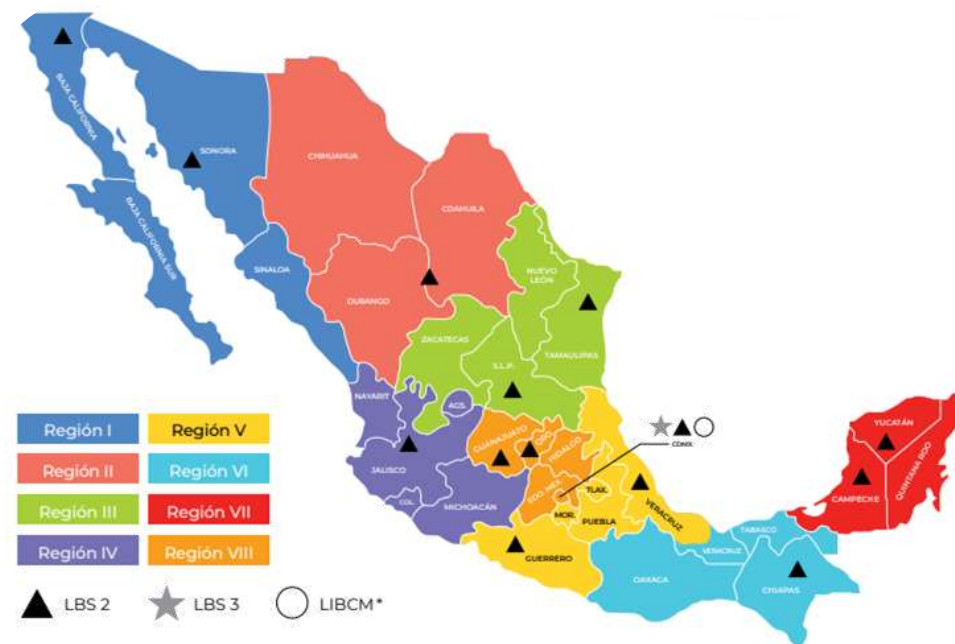 BAJA CALIFORNIA
SONORA
CHIHUAHUA
COAHUILA
BAJA CALIFORNIA SUR
SINALOA
NUEVO
LEÓN
DURANGO
ZACATECAS
TAMAULIPAS
S.L.P.
NAYARIT
AGS.
GUANAJUATO
QRO.
HIDALGO
CDMX
YUCATÁN
QUINTANA ROO
JALISCO
EDO. MEX.
TLAX.
CAMPECHE
COL.
MICHOACÁN
MOR.
PUEBLA
VERACRUZ
TABASCO
GUERRERO
VERACRUZ
OAXACA
CHIAPAS
Región I
Región V
Región II
Región VI
Región III
Región VII
Región IV
Región VIII
LBS 2
LBS 3
LIBCM*